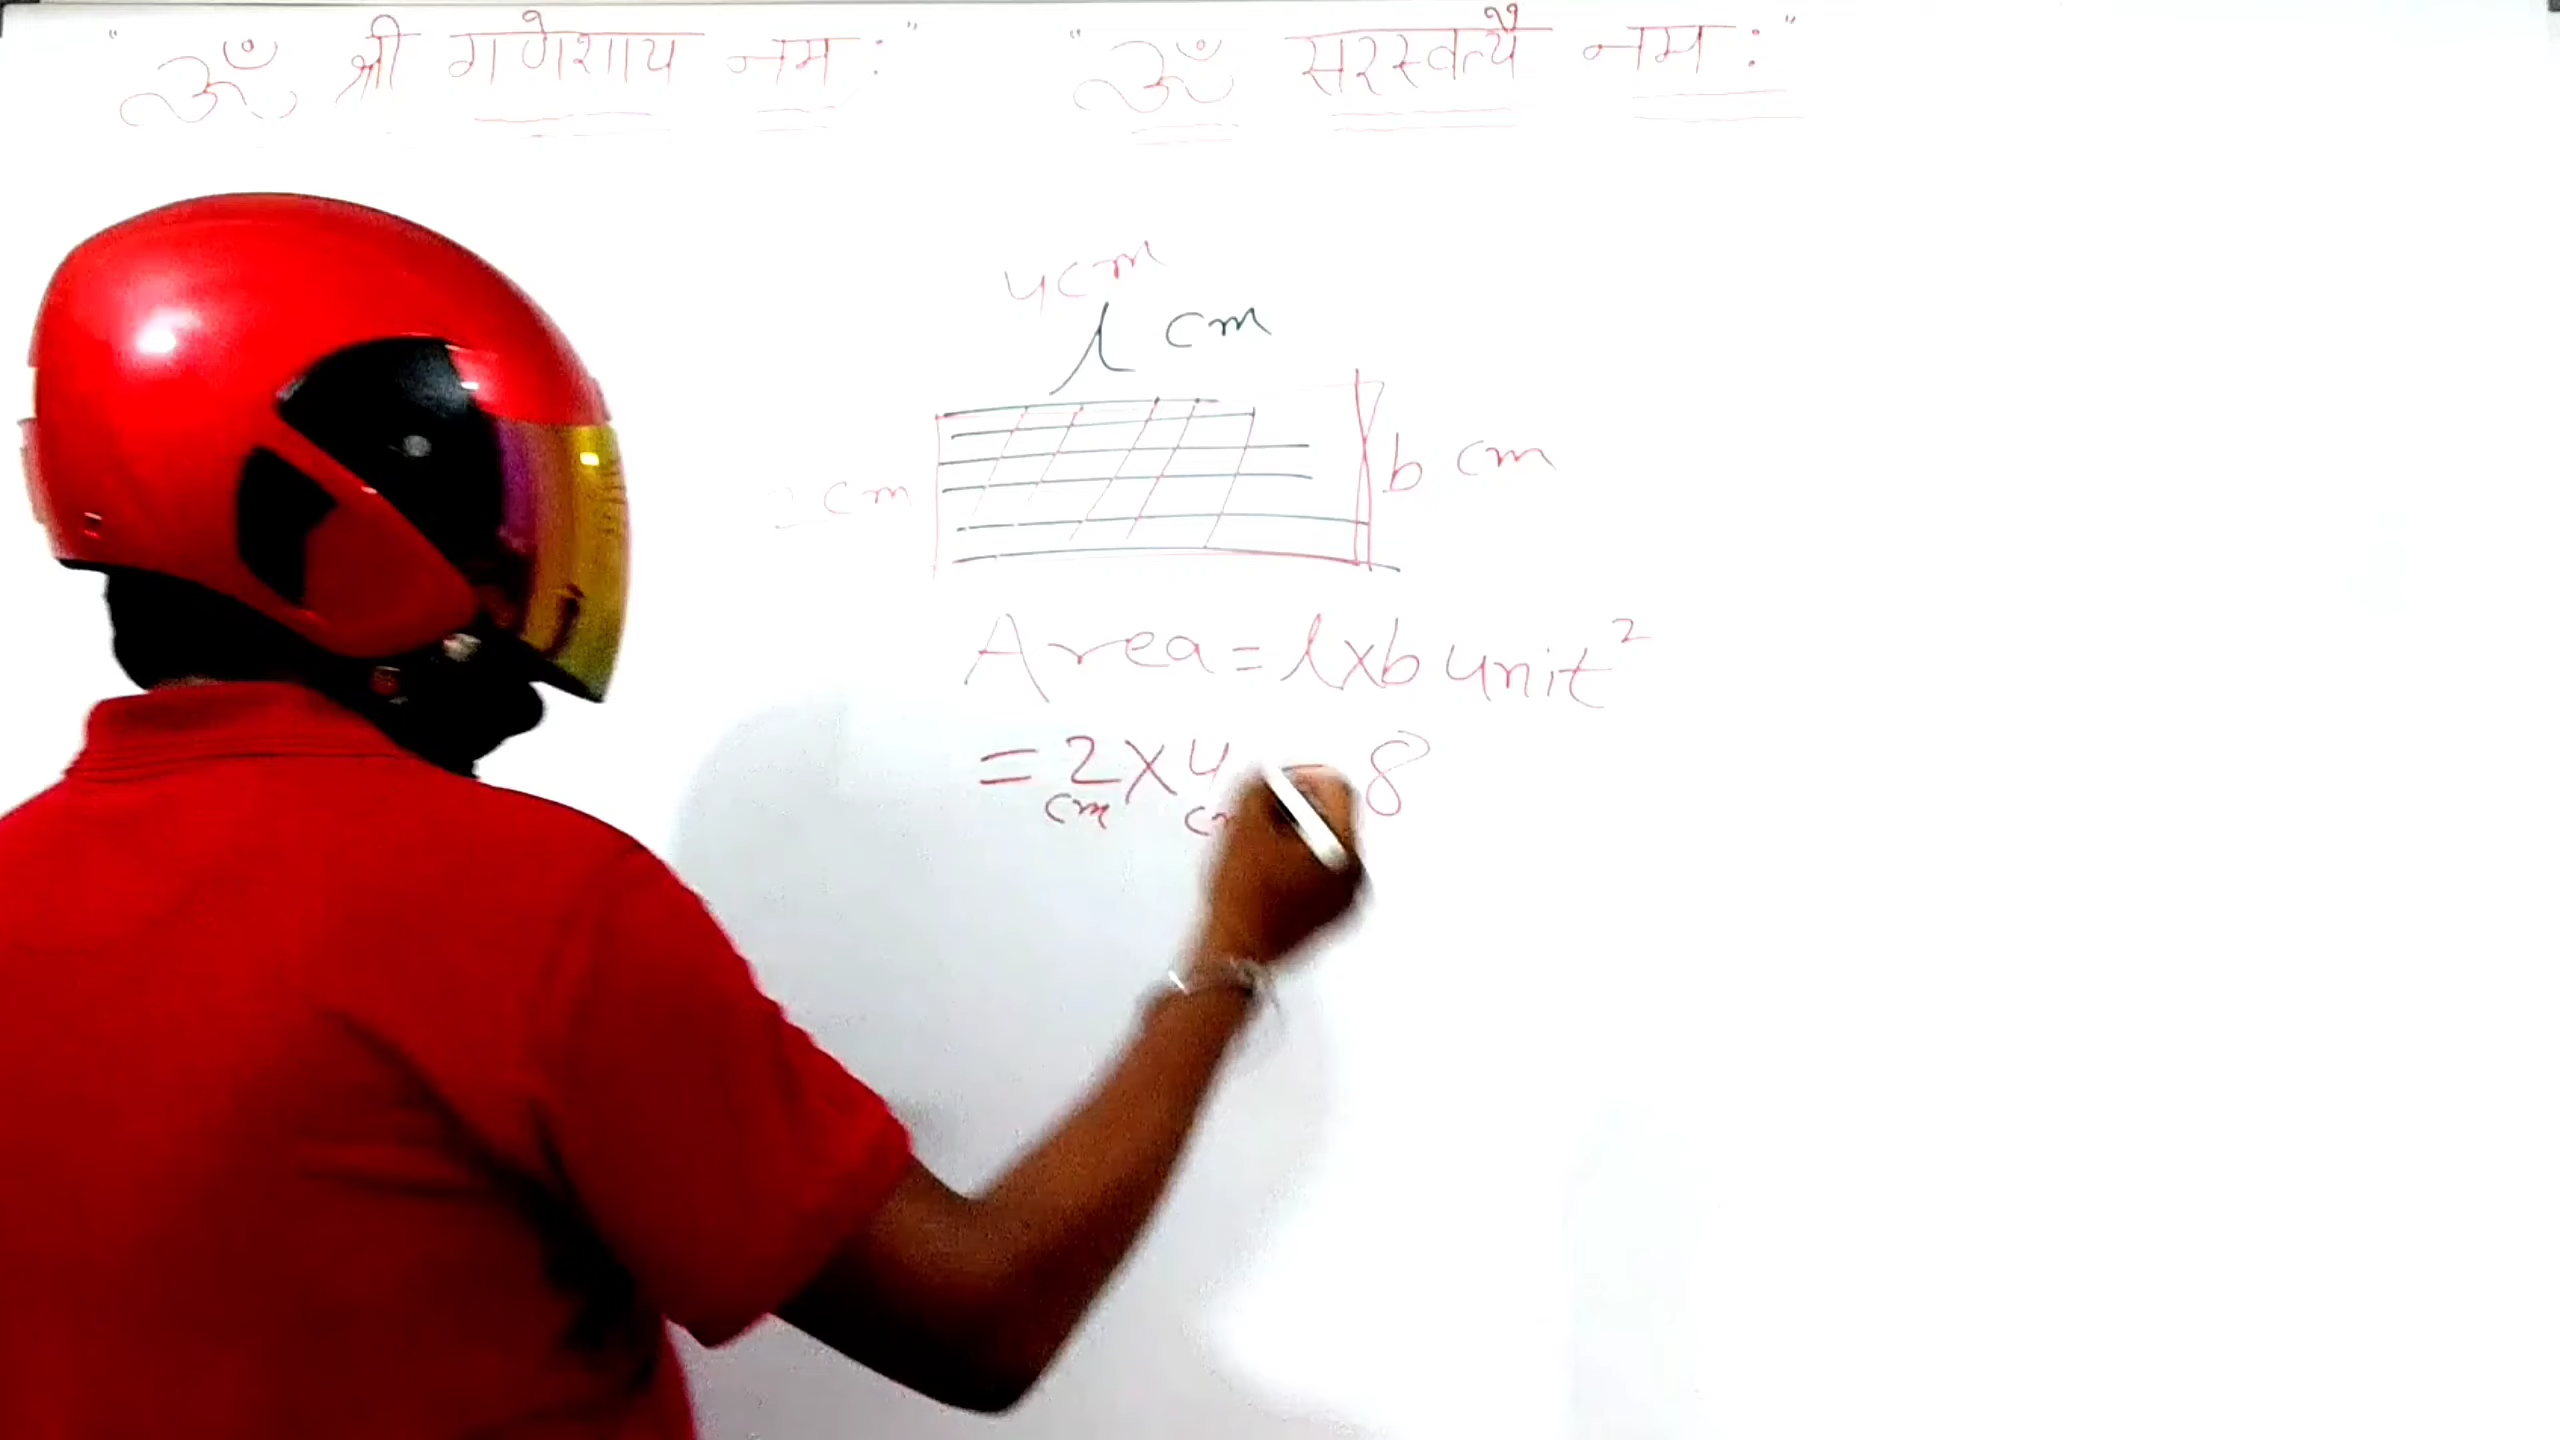 "ॐ श्री गणेशाय नमः" "ॐ सरस्वत्यै नमः"
4cm
l cm
cm b cm
Area = l×b unit²
= 2 × 4 8
cm